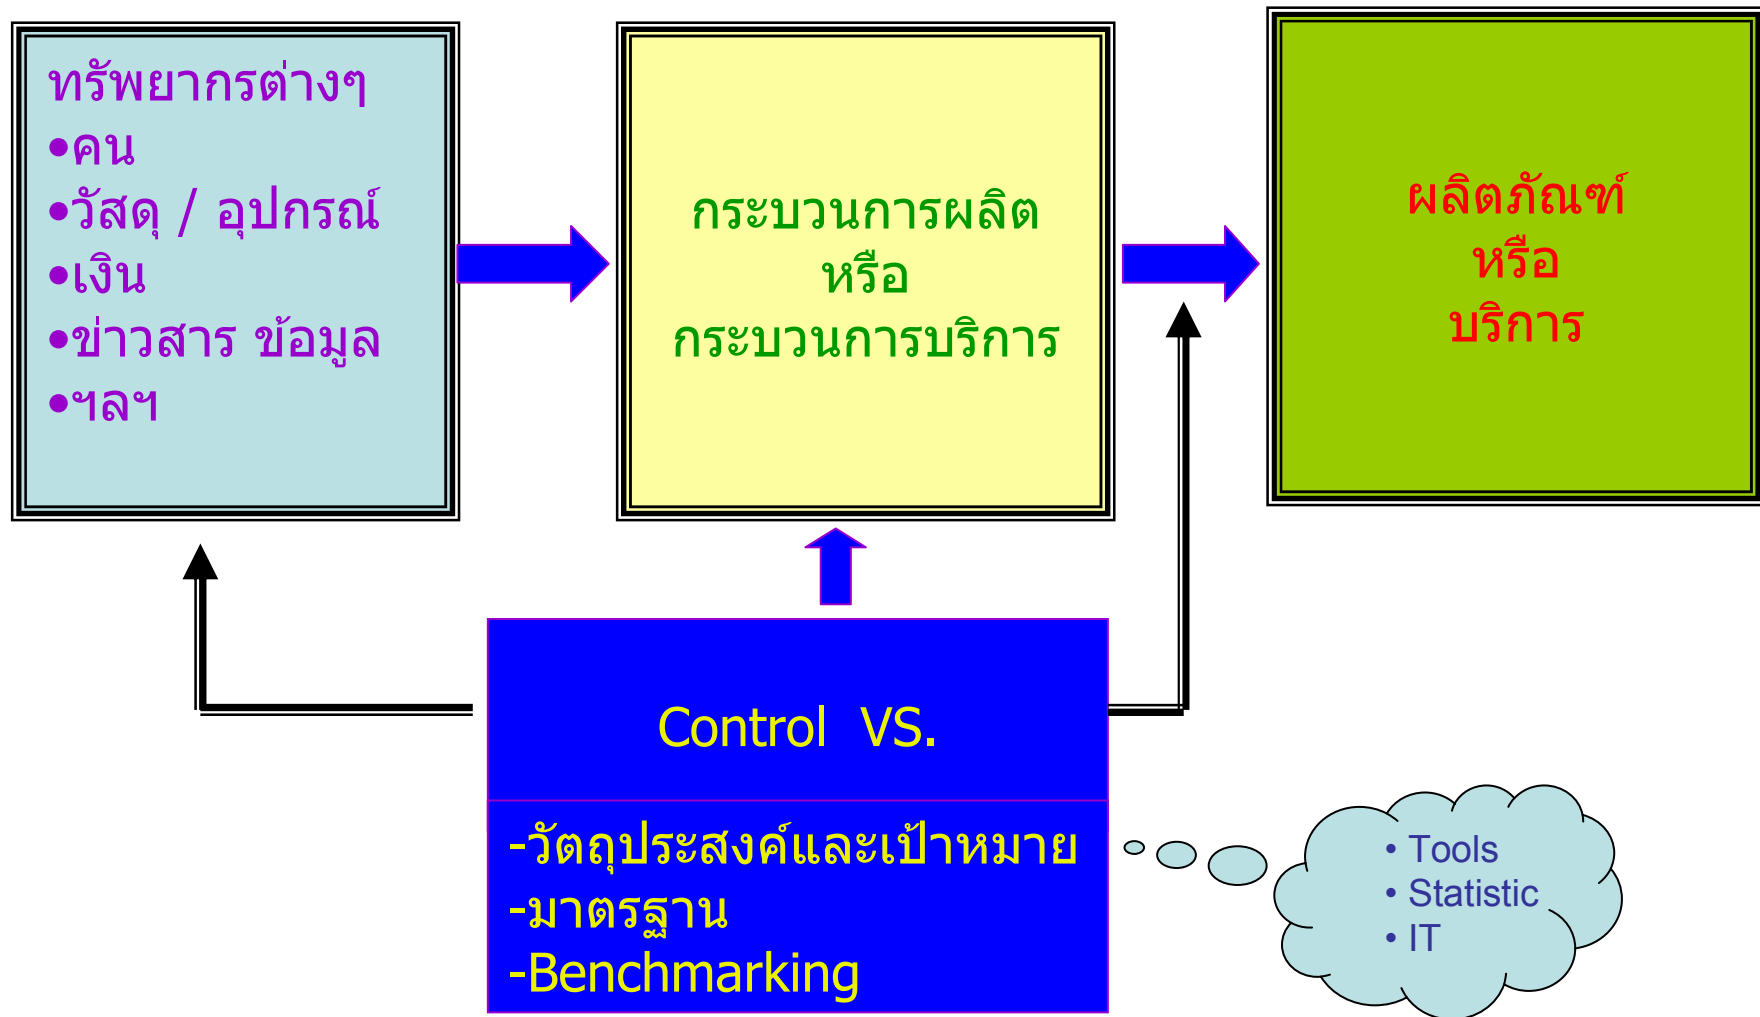 ทรัพยากรต่างๆ
•คน
•วัสดุ / อุปกรณ์
•เงิน
•ข่าวสาร ข้อมูล
•ฯลฯ
กระบวนการผลิต
หรือ
กระบวนการบริการ
ผลิตภัณฑ์
หรือ
บริการ
Control VS.
-วัตถุประสงค์และเป้าหมาย
-มาตรฐาน
-Benchmarking
• Tools
• Statistic
• IT